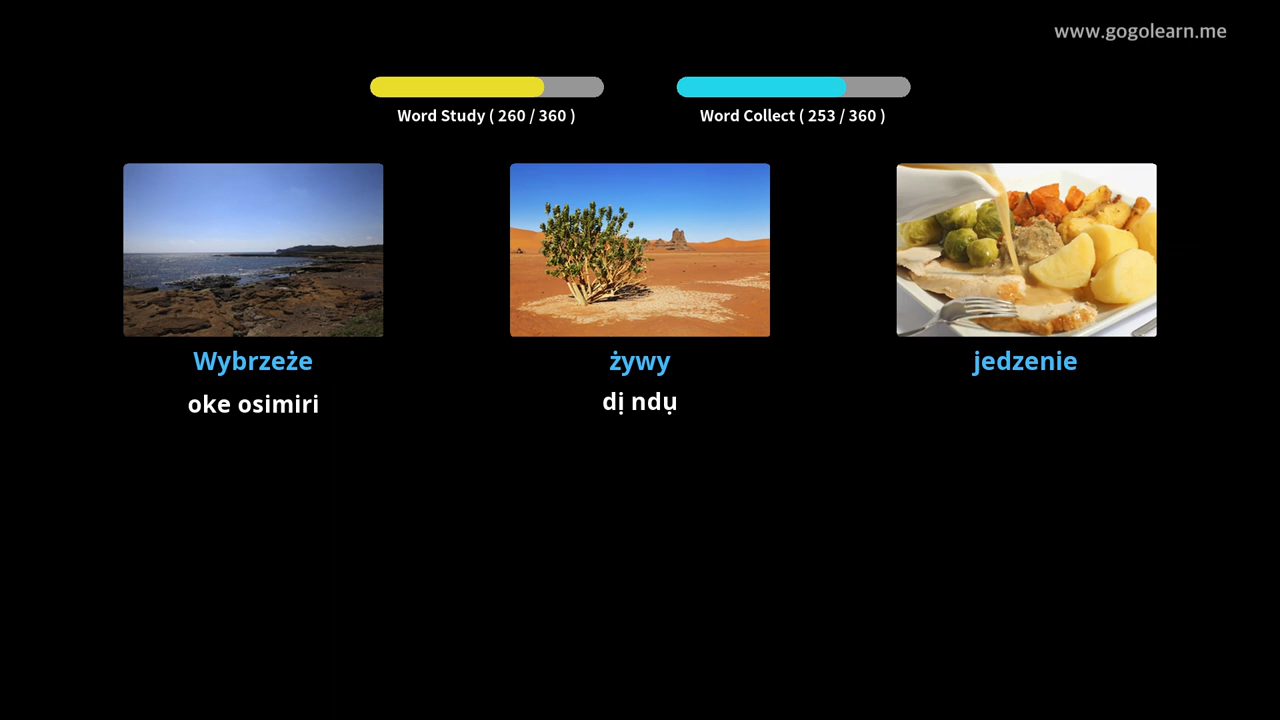 www.gogolearn.me
Word Study ( 260 / 360 )
Word Collect ( 253 / 360 )
Wybrzeże
żywy
jedzenie
oke osimiri
dị ndụ